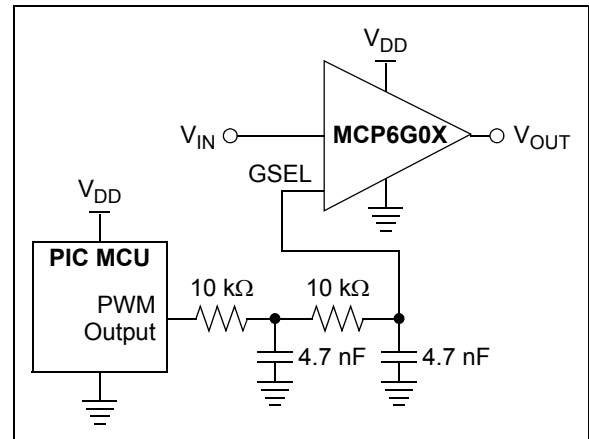 V_DD
V_IN
MCP6G0X
V_OUT
GSEL
V_DD
PIC MCU
PWM
Output
10 kΩ
10 kΩ
4.7 nF
4.7 nF